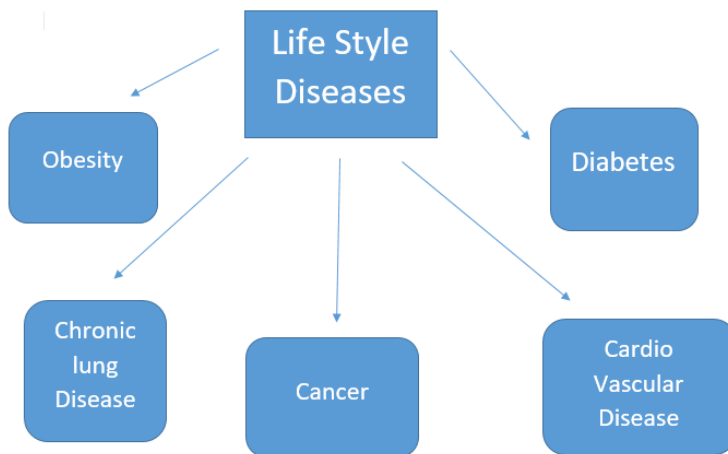 Life Style
Diseases
Obesity
Diabetes
Chronic
lung
Disease
Cancer
Cardio
Vascular
Disease